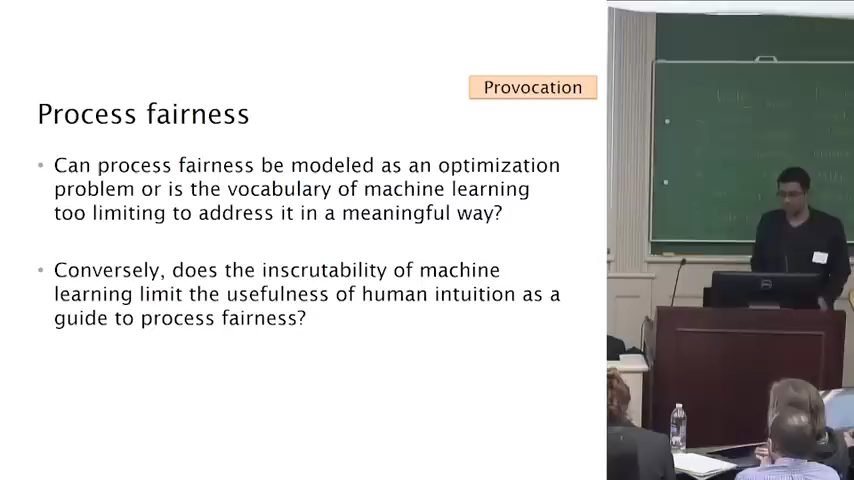 Provocation
Process fairness
• Can process fairness be modeled as an optimization
problem or is the vocabulary of machine learning
too limiting to address it in a meaningful way?
• Conversely, does the inscrutability of machine
learning limit the usefulness of human intuition as a
guide to process fairness?